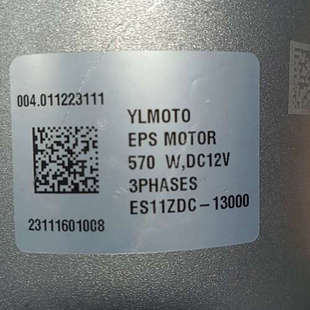 004.011223111
YLMOTO
EPS MOTOR
570 W,DC12V
3PHASES
ES11ZDC-13000
23111601008